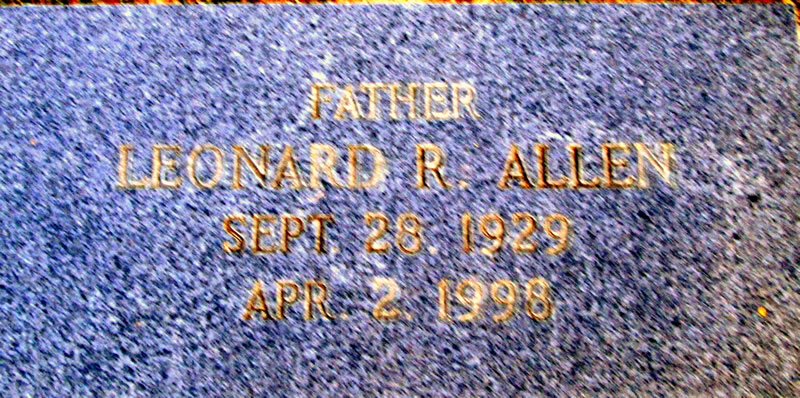 FATHER
LEONARD R. ALLEN
SEPT. 28. 1929
APR. 2. 1998